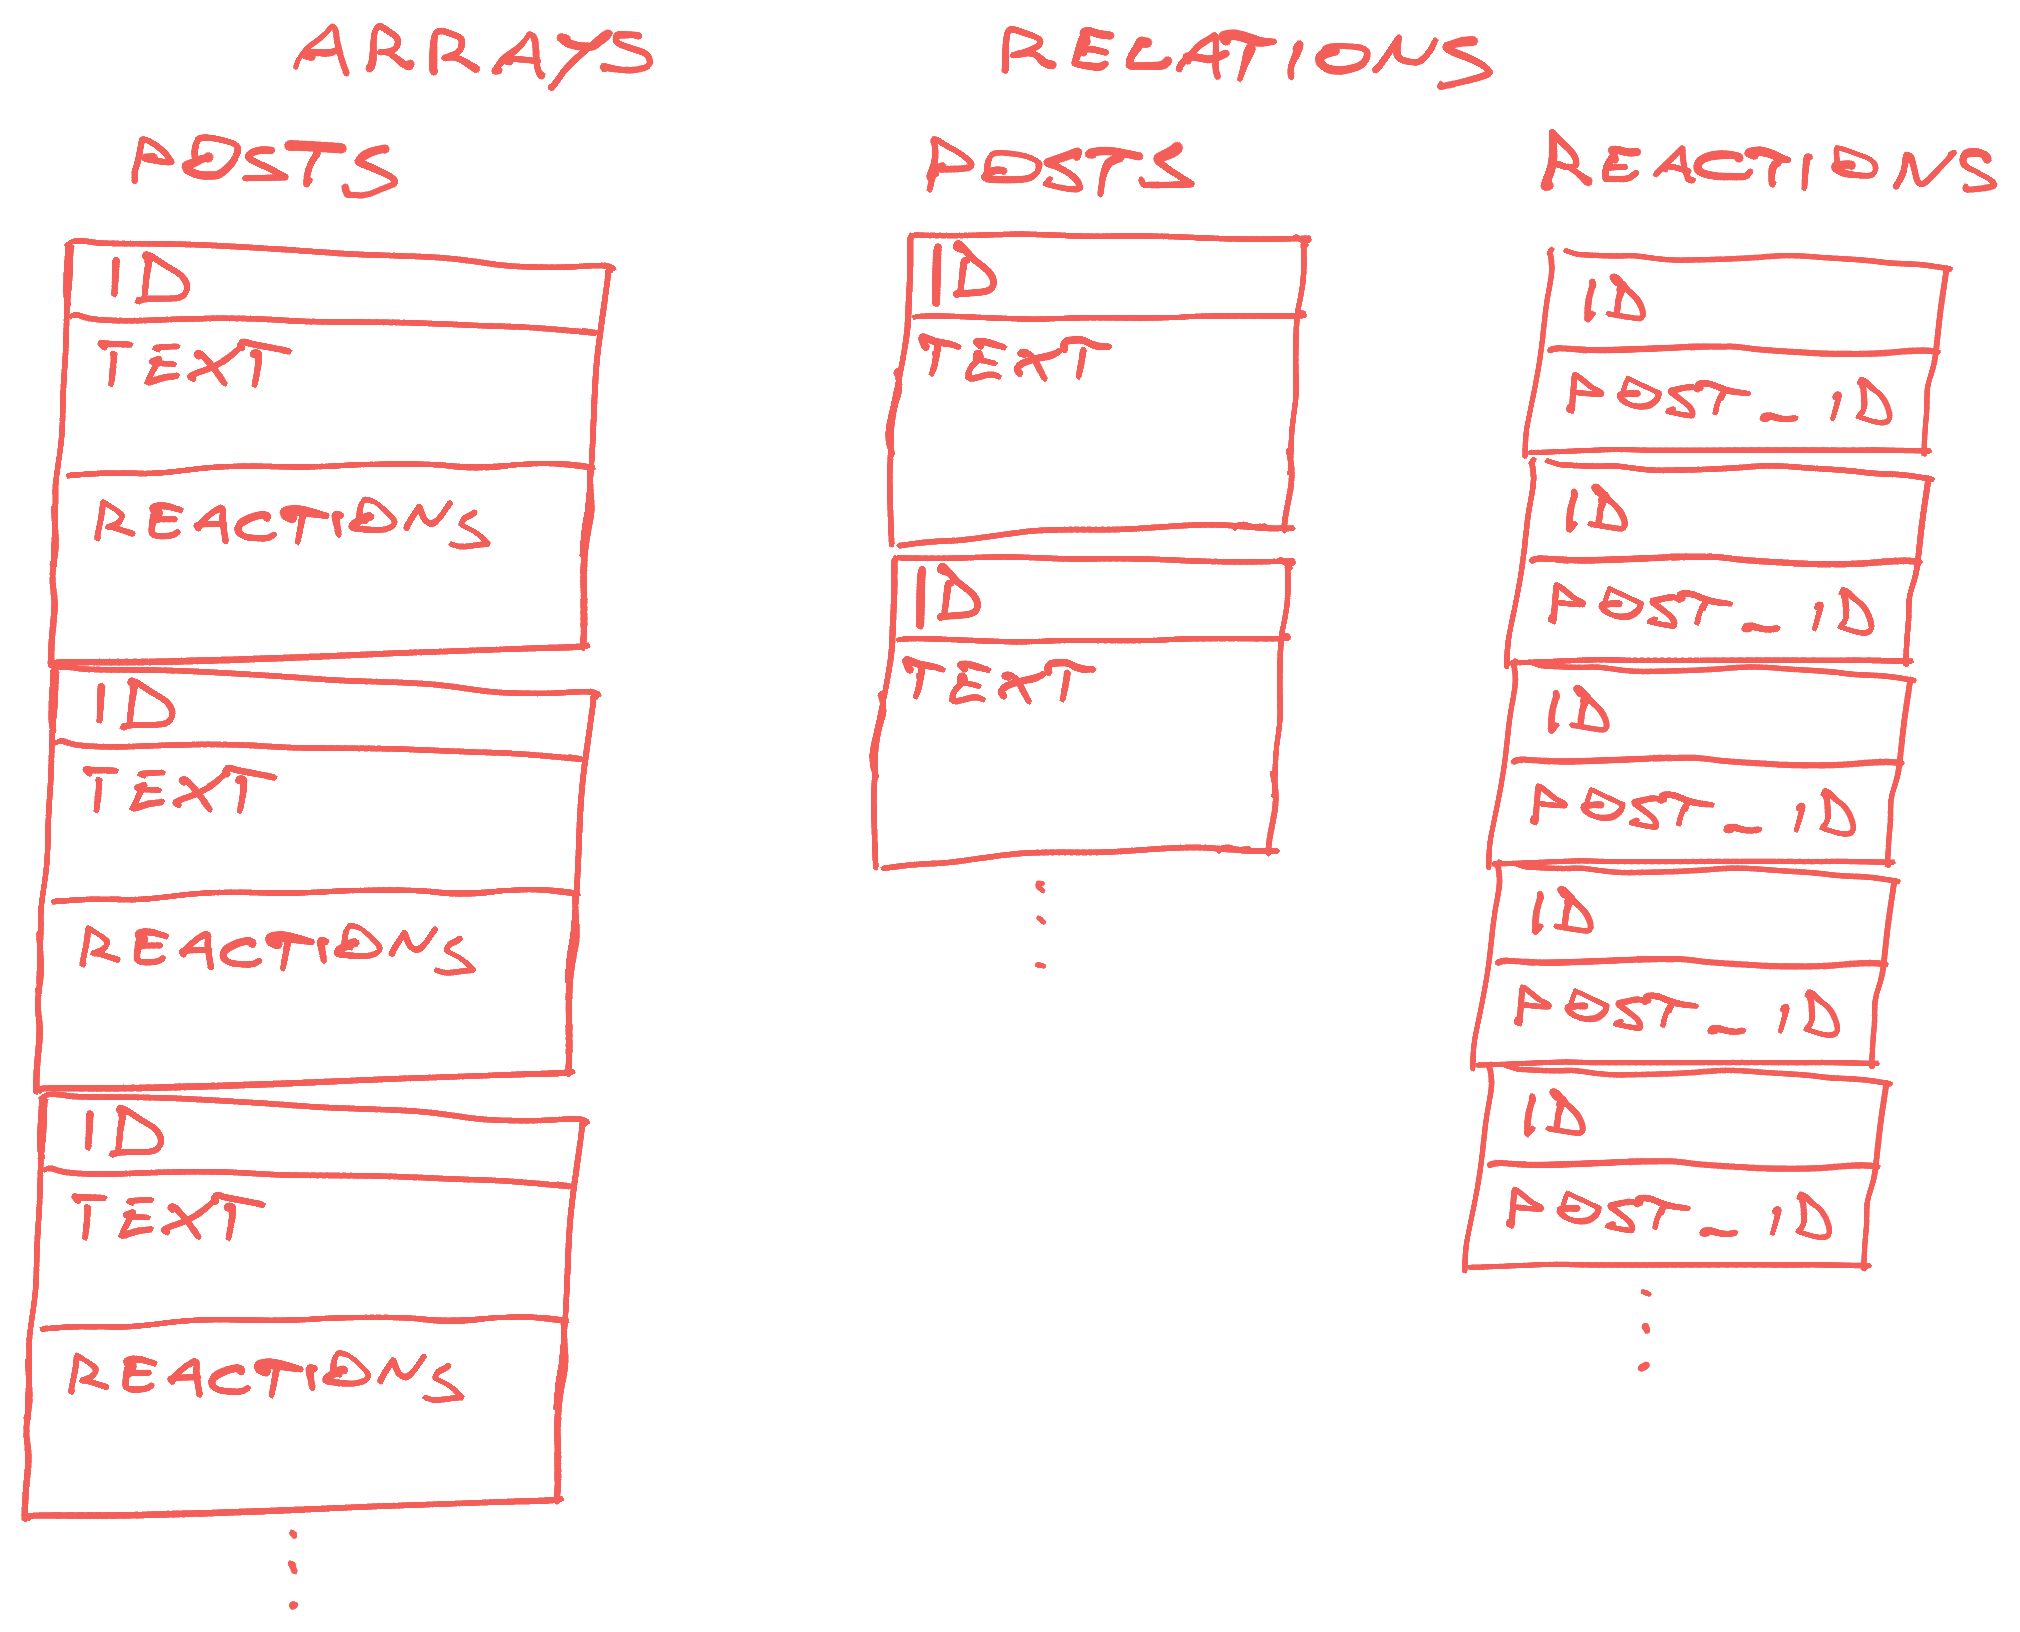 ARRAYS
POSTS
ID
TEXT
REACTIONS
ID
TEXT
REACTIONS
ID
TEXT
REACTIONS
RELATIONS
POSTS
ID
TEXT
ID
TEXT
REACTIONS
ID
POST_ID
ID
POST_ID
ID
POST_ID
ID
POST_ID
ID
POST_ID